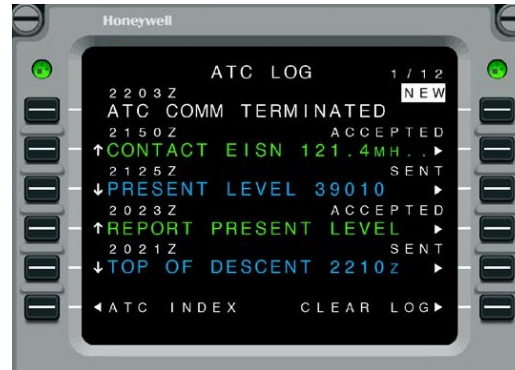 Honeywell
ATC LOG 1/12
2203Z NEW
ATC COMM TERMINATED
2150Z ACCEPTED
↑CONTACT EISN 121.4MH..►
2125Z SENT
↓PRESENT LEVEL 39010 ►
2023Z ACCEPTED
↑REPORT PRESENT LEVEL ►
2021Z SENT
↓TOP OF DESCENT 2210Z ►
◄ATC INDEX CLEAR LOG►